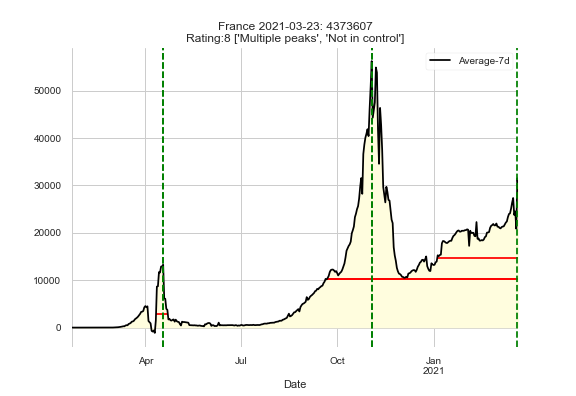 France 2021-03-23: 4373607
Rating:8 ['Multiple peaks', 'Not in control']
Average-7d
50000
40000
30000
20000
10000
0
Apr
Jul
Oct
Jan
2021
Date